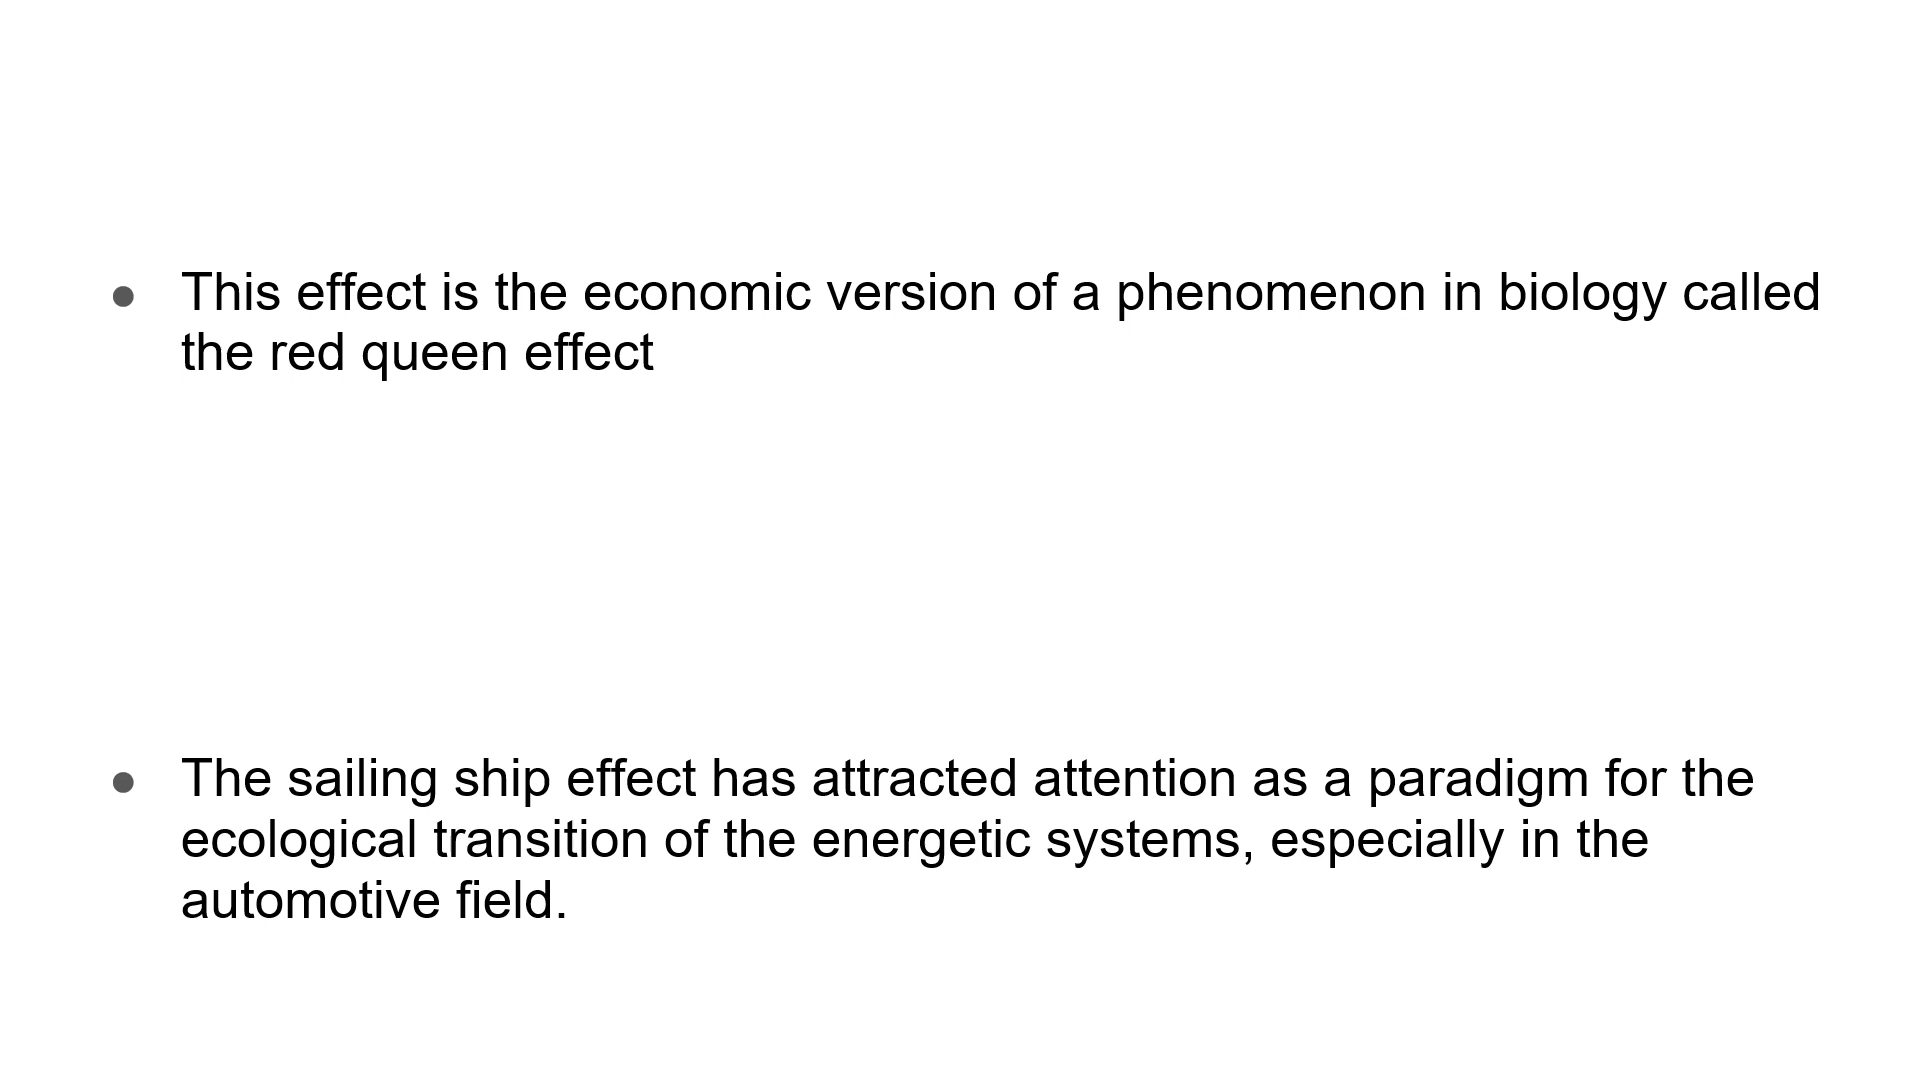 ● This effect is the economic version of a phenomenon in biology called
the red queen effect
● The sailing ship effect has attracted attention as a paradigm for the
ecological transition of the energetic systems, especially in the
automotive field.